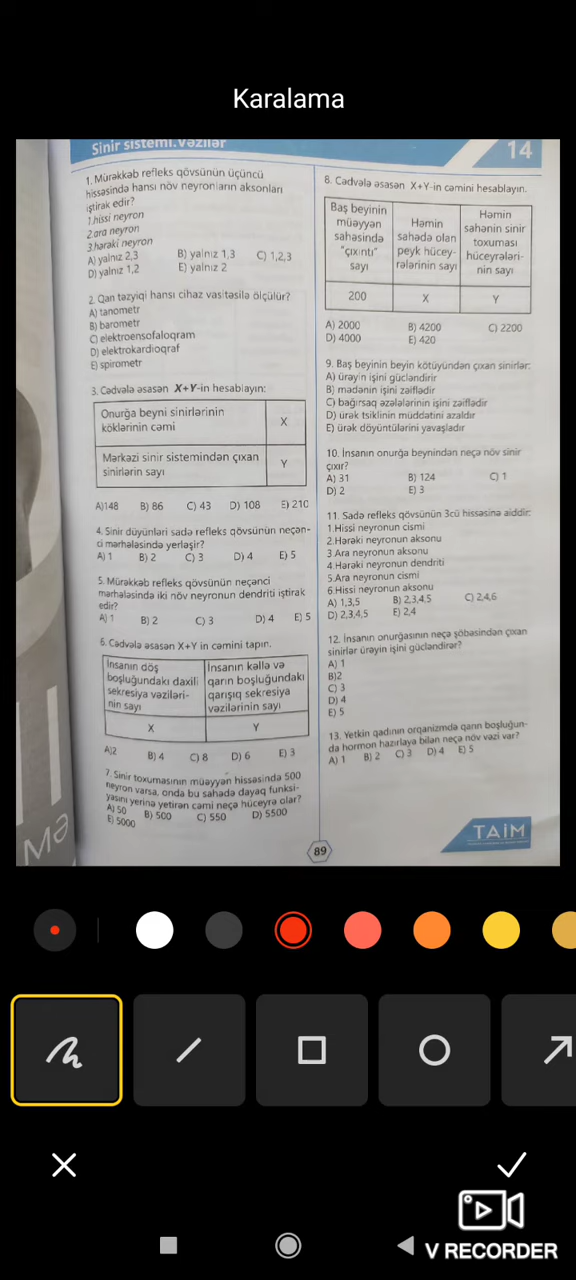 Karalama
Sinir sistemi.Vəzilər
14
1. Mürəkkəb refleks qövsünün üçüncü
hissəsində hansı növ neyronların aksonları
iştirak edir?
1.hissi neyron
2.ara neyron
3.hərəki neyron
A) yalnız 2,3 B) yalnız 1,3 C) 1,2,3
D) yalnız 1,2 E) yalnız 2
2. Qan təzyiqi hansı cihaz vasitəsilə ölçülür?
A) tanometr
B) barometr
C) elektroensofaloqram
D) elektrokardioqraf
E) spirometr
3. Cədvələ əsasən X+Y-in hesablayın:
Onurğa beyni sinirlərinin
köklərinin cəmi
X
Mərkəzi sinir sistemindən çıxan
sinirlərin sayı
Y
A)148 B) 86 C) 43 D) 108 E) 210
4. Sinir düyünləri sadə refleks qövsünün neçən-
ci mərhələsində yerləşir?
A) 1 B) 2 C) 3 D) 4 E) 5
5. Mürəkkəb refleks qövsünün neçənci
mərhələsində iki növ neyronun dendriti iştirak
edir?
A) 1 B) 2 C) 3 D) 4 E) 5
6. Cədvələ əsasən X+Y in cəmini tapın.
İnsanın döş
boşluğundakı daxili
sekresiya vəziləri-
nin sayı
İnsanın kəllə və
qarın boşluğundakı
qarışıq sekresiya
vəzilərinin sayı
X
Y
A)2 B) 4 C) 8 D) 6 E) 3
7. Sinir toxumasının müəyyən hissəsində 500
neyron varsa, onda bu sahədə dayaq funksi-
yasını yerinə yetirən cəmi neçə hüceyrə olar?
A) 50 B) 500 C) 550 D) 5500
E) 5000
8. Cədvələ əsasən X+Y-in cəmini hesablayın.
Baş beyinin
müəyyən
sahəsində
"çıxıntı"
sayı
Həmin
sahədə olan
peyk hücey-
rələrinin sayı
Həmin
sahənin sinir
toxuması
hüceyrələri-
nin sayı
200
X
Y
A) 2000 B) 4200 C) 2200
D) 4000 E) 420
9. Baş beyinin beyin kötüyündən çıxan sinirlər:
A) ürəyin işini gücləndirir
B) mədənin işini zəiflədir
C) bağırsaq əzələlərinin işini zəiflədir
D) ürək tsiklinin müddətini azaldır
E) ürək döyüntülərini yavaşladır
10. İnsanın onurğa beynindən neçə növ sinir
çıxır?
A) 31 B) 124 C) 1
D) 2 E) 3
11. Sadə refleks qövsünün 3cü hissəsinə aiddir:
1.Hissi neyronun cismi
2.Hərəki neyronun aksonu
3.Ara neyronun aksonu
4.Hərəki neyronun dendriti
5.Ara neyronun cismi
6.Hissi neyronun aksonu
A) 1,3,5 B) 2,3,4,5 C) 2,4,6
D) 2,3,4,5 E) 2,4
12. İnsanın onurğasının neçə şöbəsindən çıxan
sinirlər ürəyin işini gücləndirər?
A) 1
B)2
C) 3
D) 4
E) 5
13. Yetkin qadının orqanizmdə qarın boşluğun-
da hormon hazırlaya bilən neçə növ vəzi var?
A) 1 B) 2 C) 3 D) 4 E) 5
TAİM
89
V RECORDER